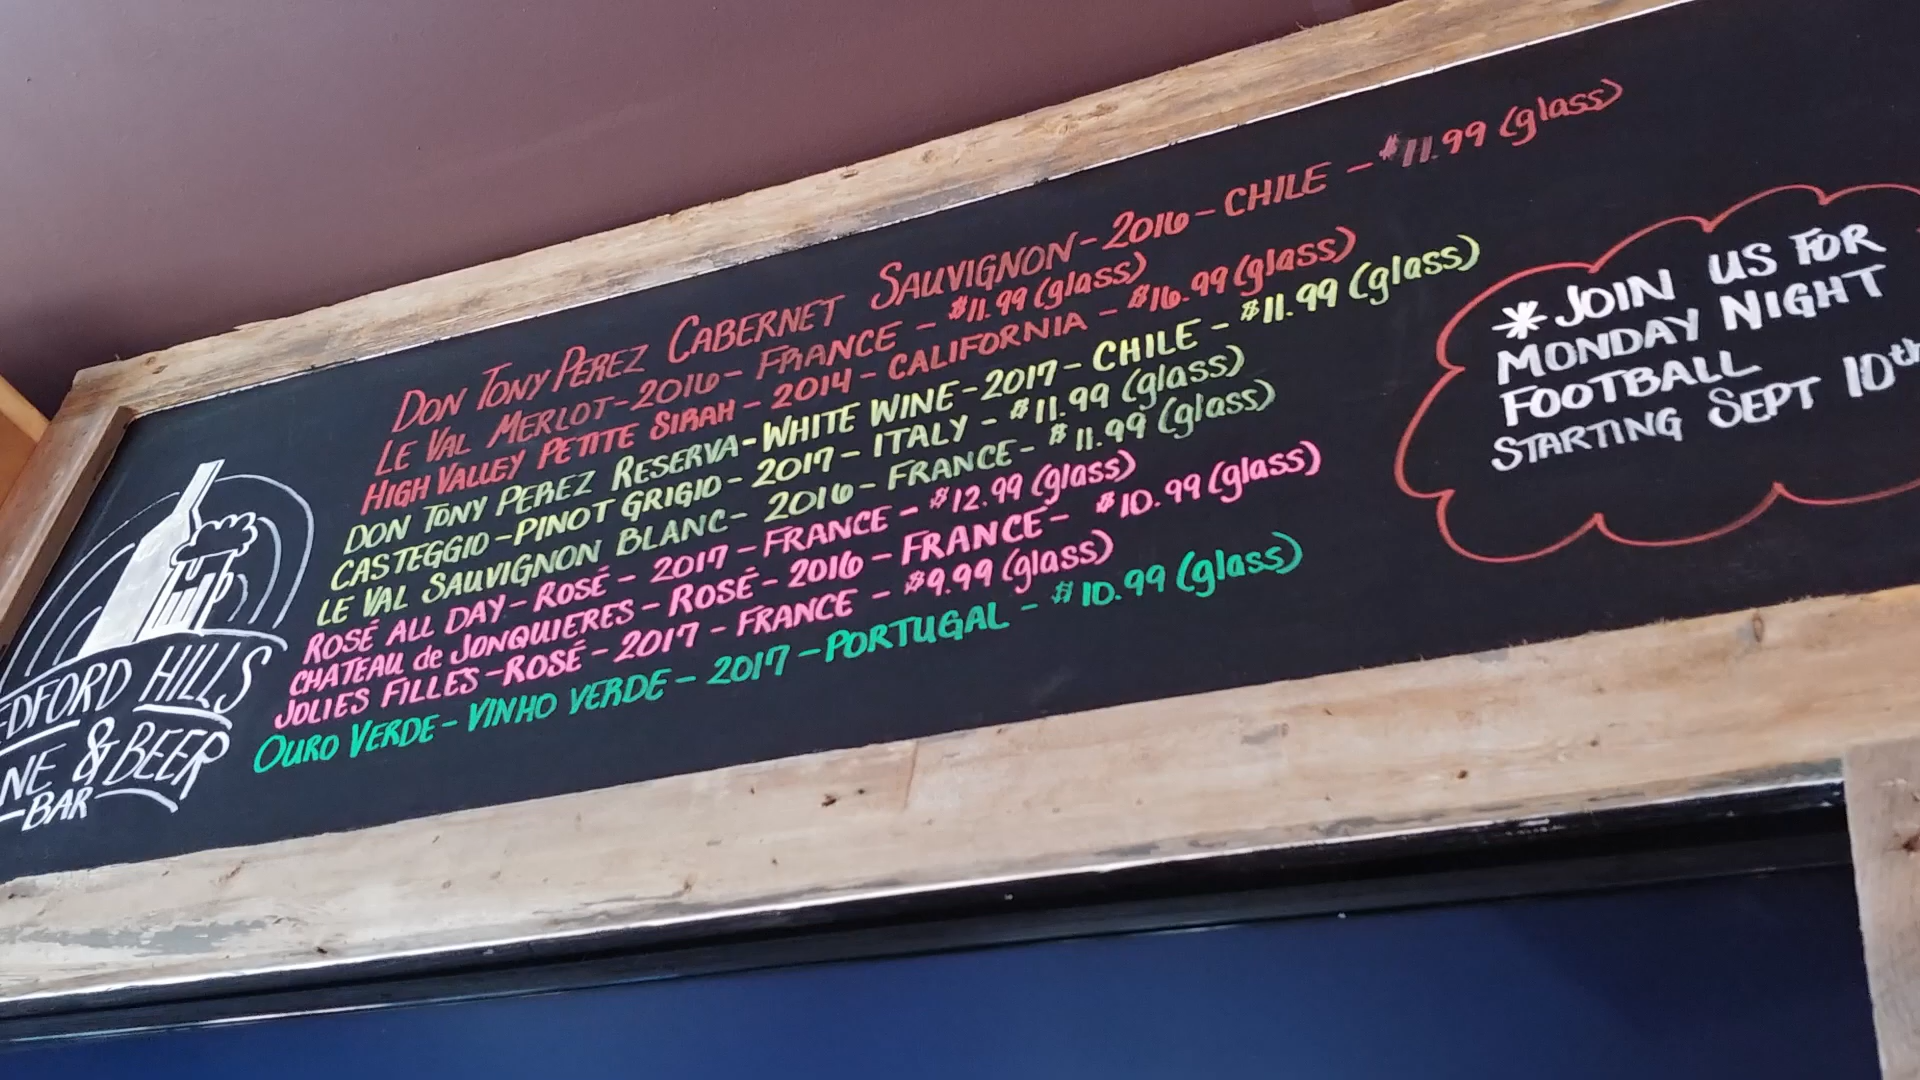 DON TONY PEREZ CABERNET SAUVIGNON - 2016 - CHILE - $11.99 (glass)
LE VAL MERLOT - 2016 - FRANCE - $11.99 (glass)
HIGH VALLEY PETITE SIRAH - 2014 - CALIFORNIA - $16.99 (glass)
DON TONY PEREZ RESERVA - WHITE WINE - 2017 - CHILE - $11.99 (glass)
CASTEGGIO - PINOT GRIGIO - 2017 - ITALY - $11.99 (glass)
LE VAL SAUVIGNON BLANC - 2016 - FRANCE - $11.99 (glass)
ROSÉ ALL DAY - ROSÉ - 2017 - FRANCE - $12.99 (glass)
CHATEAU de JONQUIERES - ROSÉ - 2016 - FRANCE - $10.99 (glass)
JOLIES FILLES - ROSÉ - 2017 - FRANCE - $9.99 (glass)
OURO VERDE - VINHO VERDE - 2017 - PORTUGAL - $10.99 (glass)
EDFORD HILLS
NE & BEER
- BAR -
* JOIN US FOR
MONDAY NIGHT
FOOTBALL
STARTING SEPT 10th